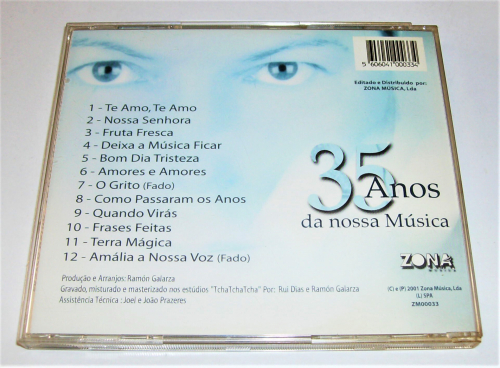 5 606041 000334
Editado e Distribuido por:
ZONA MÚSICA, Lda
1 - Te Amo, Te Amo
2 - Nossa Senhora
3 - Fruta Fresca
4 - Deixa a Música Ficar
5 - Bom Dia Tristeza
6 - Amores e Amores
7 - O Grito (Fado)
8 - Como Passaram os Anos
9 - Quando Virás
10 - Frases Feitas
11 - Terra Mágica
12 - Amália a Nossa Voz (Fado)
35 Anos
da nossa Música
Produção e Arranjos: Ramón Gaiarza
Gravado, misturado e masterizado nos estúdios "TchaTchaTcha" Por: Rui Dias e Ramón Gaiarza
Assistência Técnica : Joel e João Prazeres
ZONA
MÚSICA
(C) e (P) 2001 Zona Música, Lda
(L) SPA
ZM00033